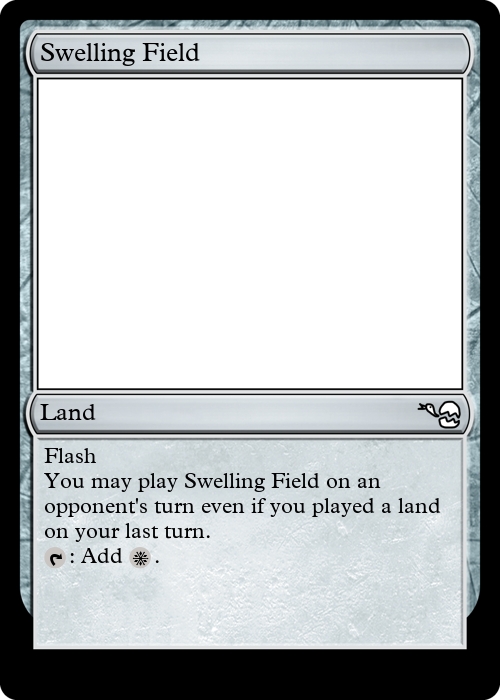 Swelling Field
Land
Flash
You may play Swelling Field on an
opponent's turn even if you played a land
on your last turn.
: Add .